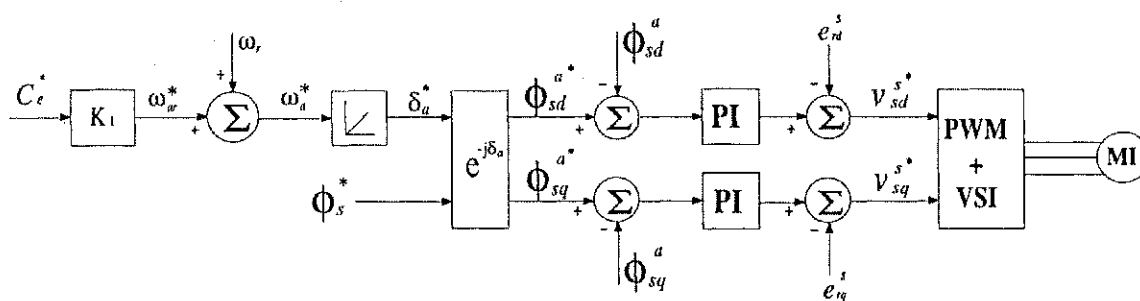 C_e^*
K_1
ω_ar^*
+
ω_r
+
Σ
ω_a^*
δ_a^*
ϕ_s^*
e^{-jδ_a}
ϕ_sd^{a*}
+
ϕ_sd^a
-
Σ
PI
+
e_rd^s
-
Σ
v_sd^{s*}
ϕ_sq^{a*}
+
Σ
-
ϕ_sq^a
PI
+
Σ
-
e_rq^s
v_sq^{s*}
PWM
+
VSI
MI